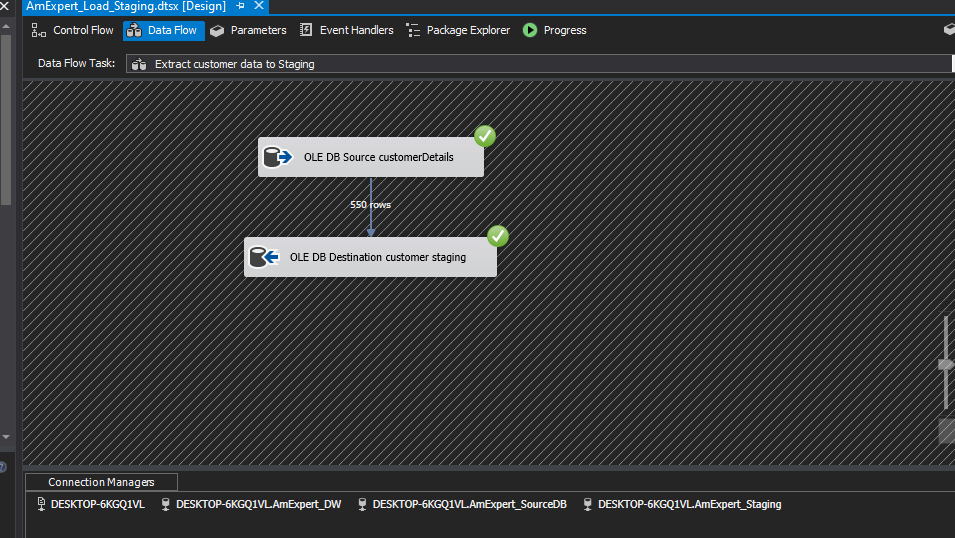 AmExpert_Load_Staging.dtsx [Design]
Control Flow Data Flow Parameters Event Handlers Package Explorer Progress
Data Flow Task: Extract customer data to Staging
OLE DB Source customerDetails
550 rows
OLE DB Destination customer staging
Connection Managers
DESKTOP-6KGQ1VL DESKTOP-6KGQ1VL.AmExpert_DW DESKTOP-6KGQ1VL.AmExpert_SourceDB DESKTOP-6KGQ1VL.AmExpert_Staging